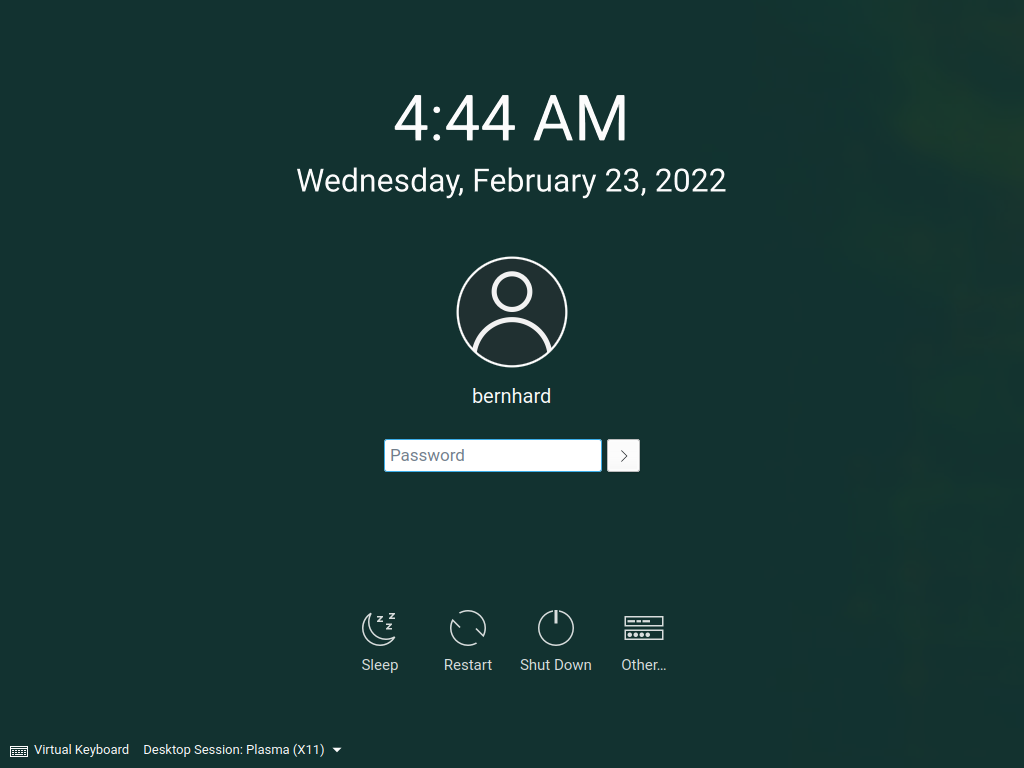 4:44 AM
Wednesday, February 23, 2022
bernhard
Password
Sleep
Restart
Shut Down
Other...
Virtual Keyboard
Desktop Session: Plasma (X11)